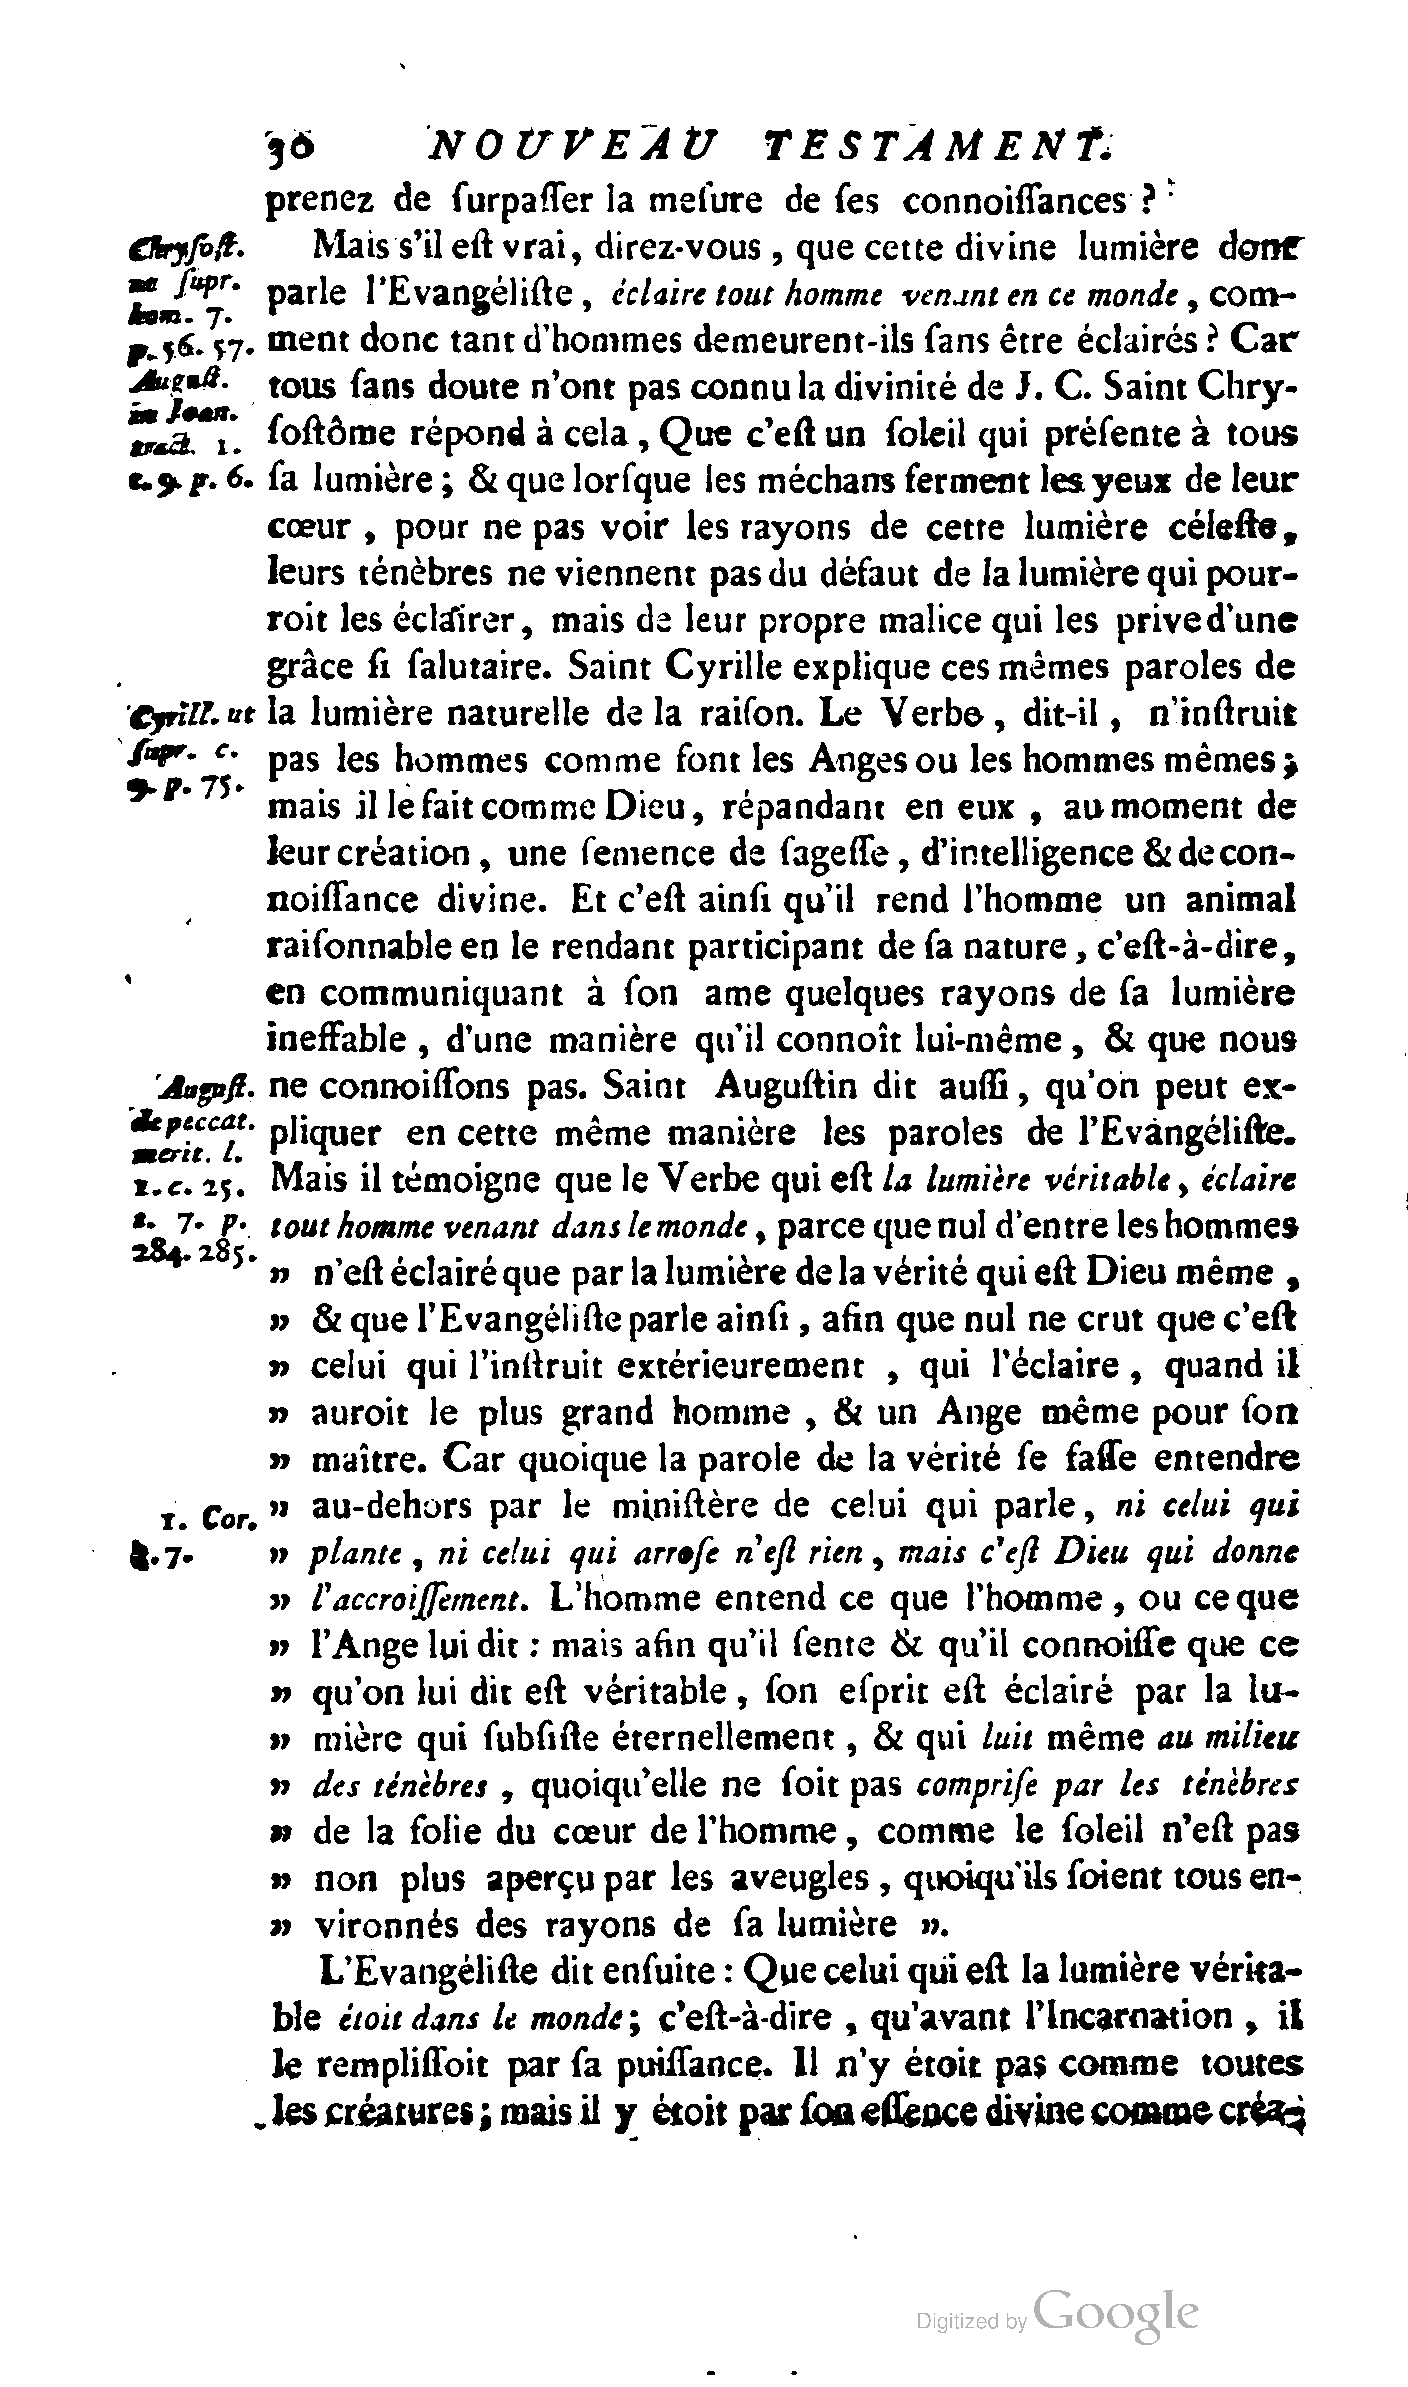 30 NOUVEAU TESTAMENT.
prenez de ſurpaſſer la meſure de ſes connoiſſances ?
Mais s'il eſt vrai, direz-vous, que cette divine lumière dont
parle l'Evangéliſte, éclaire tout homme venant en ce monde, com-
ment donc tant d'hommes demeurent-ils ſans être éclairés ? Car
tous ſans doute n'ont pas connu la divinité de J. C. Saint Chry-
ſoſtôme répond à cela, Que c'eſt un ſoleil qui préſente à tous
ſa lumière ; & que lorſque les méchans ferment les yeux de leur
cœur, pour ne pas voir les rayons de cette lumière céleſte,
leurs ténèbres ne viennent pas du défaut de la lumière qui pour-
roit les éclairer, mais de leur propre malice qui les prive d'une
grâce ſi ſalutaire. Saint Cyrille explique ces mêmes paroles de
la lumière naturelle de la raiſon. Le Verbe, dit-il, n'inſtruit
pas les hommes comme font les Anges ou les hommes mêmes ;
mais il le fait comme Dieu, répandant en eux, au moment de
leur création, une ſemence de ſageſſe, d'intelligence & de con-
noiſſance divine. Et c'eſt ainſi qu'il rend l'homme un animal
raiſonnable en le rendant participant de ſa nature, c'eſt-à-dire,
en communiquant à ſon ame quelques rayons de ſa lumière
ineffable, d'une manière qu'il connoît lui-même, & que nous
ne connoiſſons pas. Saint Auguſtin dit auſſi, qu'on peut ex-
pliquer en cette même manière les paroles de l'Evangéliſte.
Mais il témoigne que le Verbe qui eſt la lumière véritable, éclaire
tout homme venant dans le monde, parce que nul d'entre les hommes
» n'eſt éclairé que par la lumière de la vérité qui eſt Dieu même,
» & que l'Evangéliſte parle ainſi, afin que nul ne crut que c'eſt
» celui qui l'inſtruit extérieurement, qui l'éclaire, quand il
» auroit le plus grand homme, & un Ange même pour ſon
» maître. Car quoique la parole de la vérité ſe faſſe entendre
» au-dehors par le miniſtère de celui qui parle, ni celui qui
» plante, ni celui qui arroſe n'eſt rien, mais c'eſt Dieu qui donne
» l'accroiſſement. L'homme entend ce que l'homme, ou ce que
» l'Ange lui dit : mais afin qu'il ſente & qu'il connoiſſe que ce
» qu'on lui dit eſt véritable, ſon eſprit eſt éclairé par la lu-
» mière qui ſubſiſte éternellement, & qui luit même au milieu
» des ténèbres, quoiqu'elle ne ſoit pas compriſe par les ténèbres
» de la folie du cœur de l'homme, comme le ſoleil n'eſt pas
» non plus aperçu par les aveugles, quoiqu'ils ſoient tous en-
» vironnés des rayons de ſa lumière ».
L'Evangéliſte dit enſuite : Que celui qui eſt la lumière vérita-
ble étoit dans le monde ; c'eſt-à-dire, qu'avant l'Incarnation, il
le rempliſſoit par ſa puiſſance. Il n'y étoit pas comme toutes
les créatures ; mais il y étoit par ſon eſſence divine comme créa-
Chryſoſt.
ut ſupr.
hom. 7.
p. 56. 57.
Auguſt.
in Joan.
tract. 1.
t. 9. p. 6.
Cyrill. ut
ſupr. c.
9. p. 75.
Auguſt.
de peccat.
merit. l.
1. c. 25.
t. 7. p.
284. 285.
1. Cor.
3. 7.
Digitized by Google